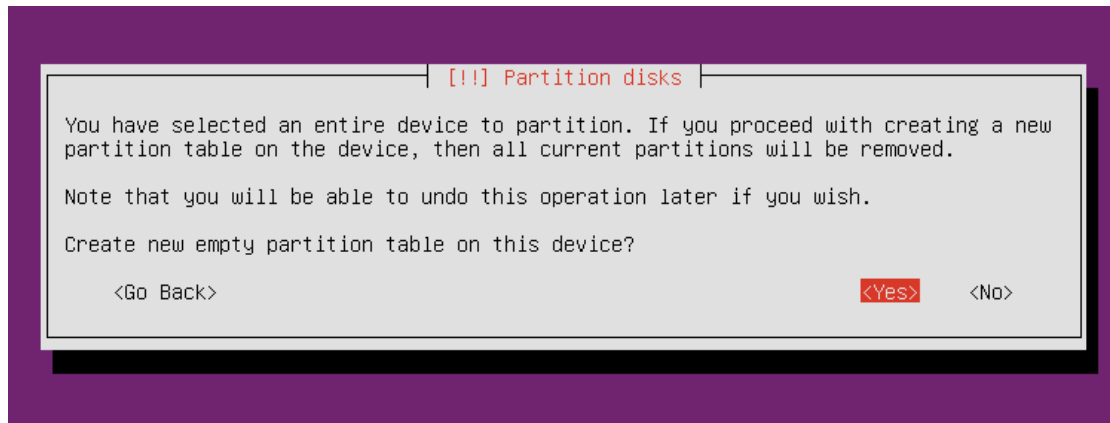 [!!] Partition disks
You have selected an entire device to partition. If you proceed with creating a new
partition table on the device, then all current partitions will be removed.
Note that you will be able to undo this operation later if you wish.
Create new empty partition table on this device?
<Go Back> <Yes> <No>